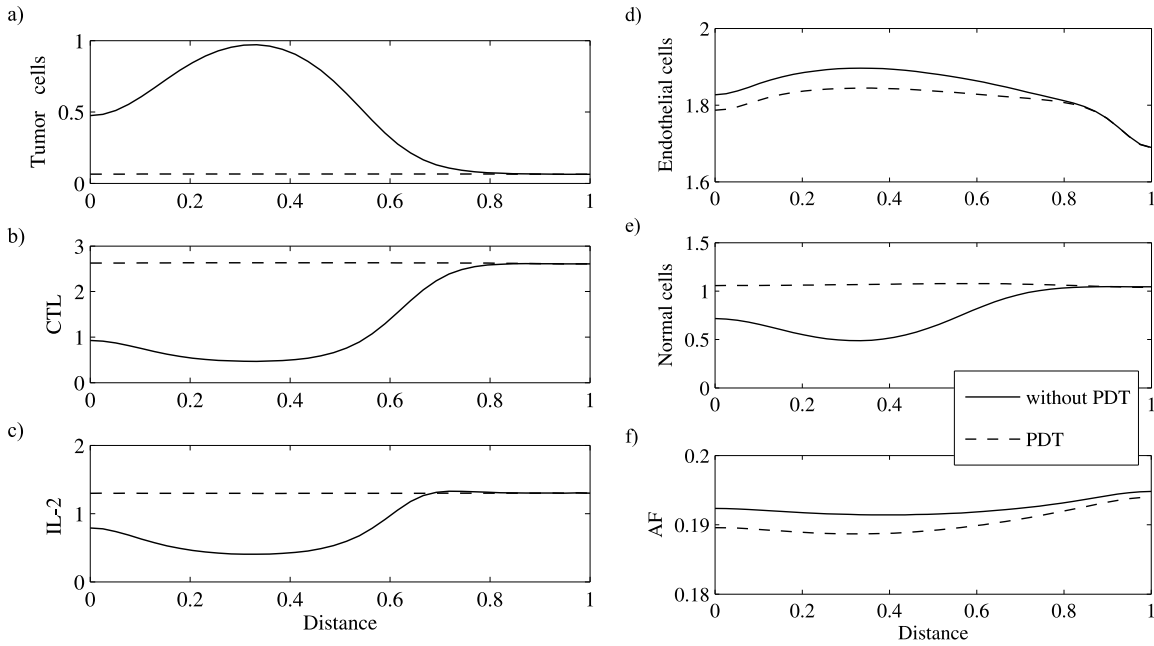 a)
Tumor cells
1
0.5
0
0 0.2 0.4 0.6 0.8 1
b)
CTL
3
2
1
0
0 0.2 0.4 0.6 0.8 1
c)
IL-2
2
1
0
0 0.2 0.4 0.6 0.8 1
Distance
d)
Endothelial cells
2
1.8
1.6
0 0.2 0.4 0.6 0.8 1
e)
Normal cells
1.5
1
0.5
0
0 0.2 0.4 0.6 0.8 1
without PDT
PDT
f)
AF
0.2
0.19
0.18
0 0.2 0.4 0.6 0.8 1
Distance